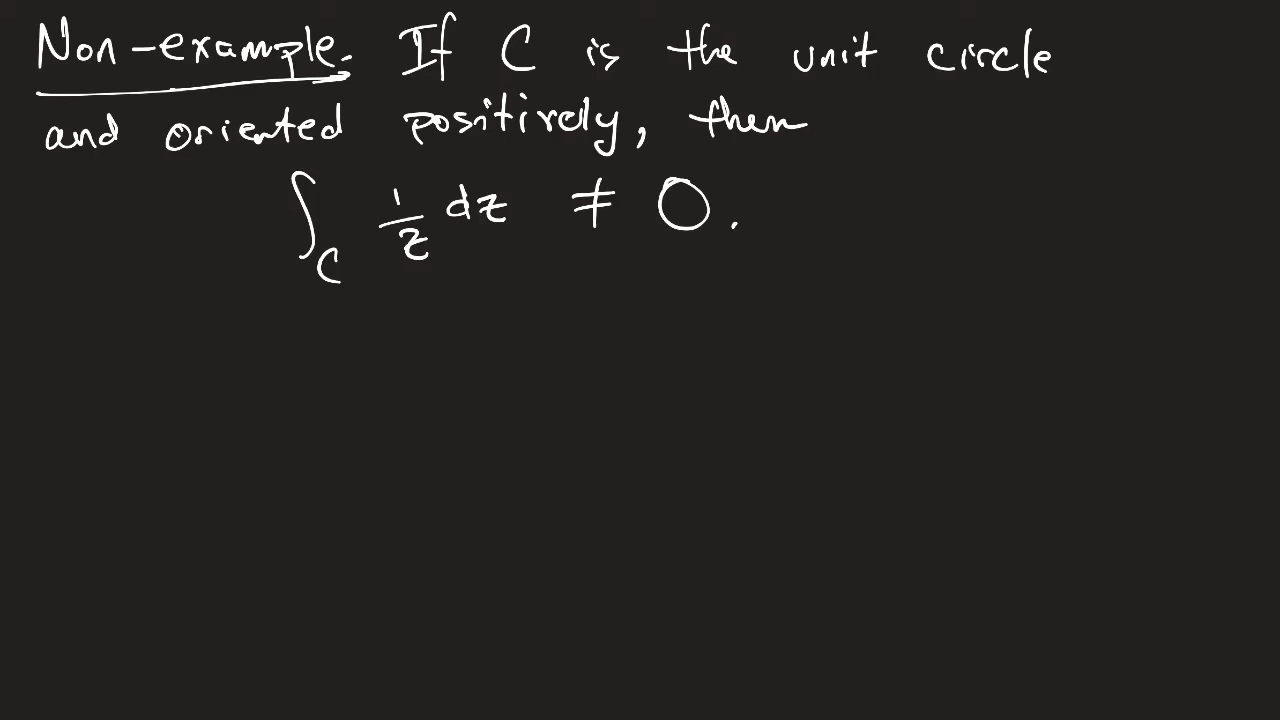 Non-example. If C is the unit circle
and oriented positively, then
∫_C 1/z dz ≠ 0.